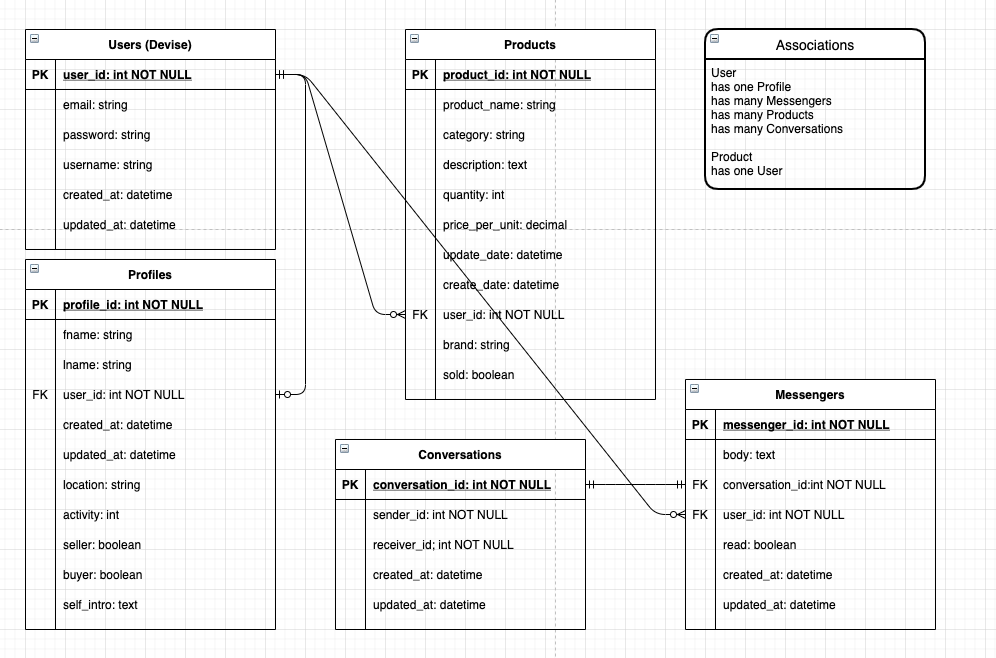 Users (Devise)
PK user_id: int NOT NULL
email: string
password: string
username: string
created_at: datetime
updated_at: datetime
Profiles
PK profile_id: int NOT NULL
fname: string
lname: string
FK user_id: int NOT NULL
created_at: datetime
updated_at: datetime
location: string
activity: int
seller: boolean
buyer: boolean
self_intro: text
Products
PK product_id: int NOT NULL
product_name: string
category: string
description: text
quantity: int
price_per_unit: decimal
update_date: datetime
create_date: datetime
FK user_id: int NOT NULL
brand: string
sold: boolean
Associations
User
has one Profile
has many Messengers
has many Products
has many Conversations
Product
has one User
Conversations
PK conversation_id: int NOT NULL
sender_id: int NOT NULL
receiver_id; int NOT NULL
created_at: datetime
updated_at: datetime
Messengers
PK messenger_id: int NOT NULL
body: text
FK conversation_id:int NOT NULL
FK user_id: int NOT NULL
read: boolean
created_at: datetime
updated_at: datetime